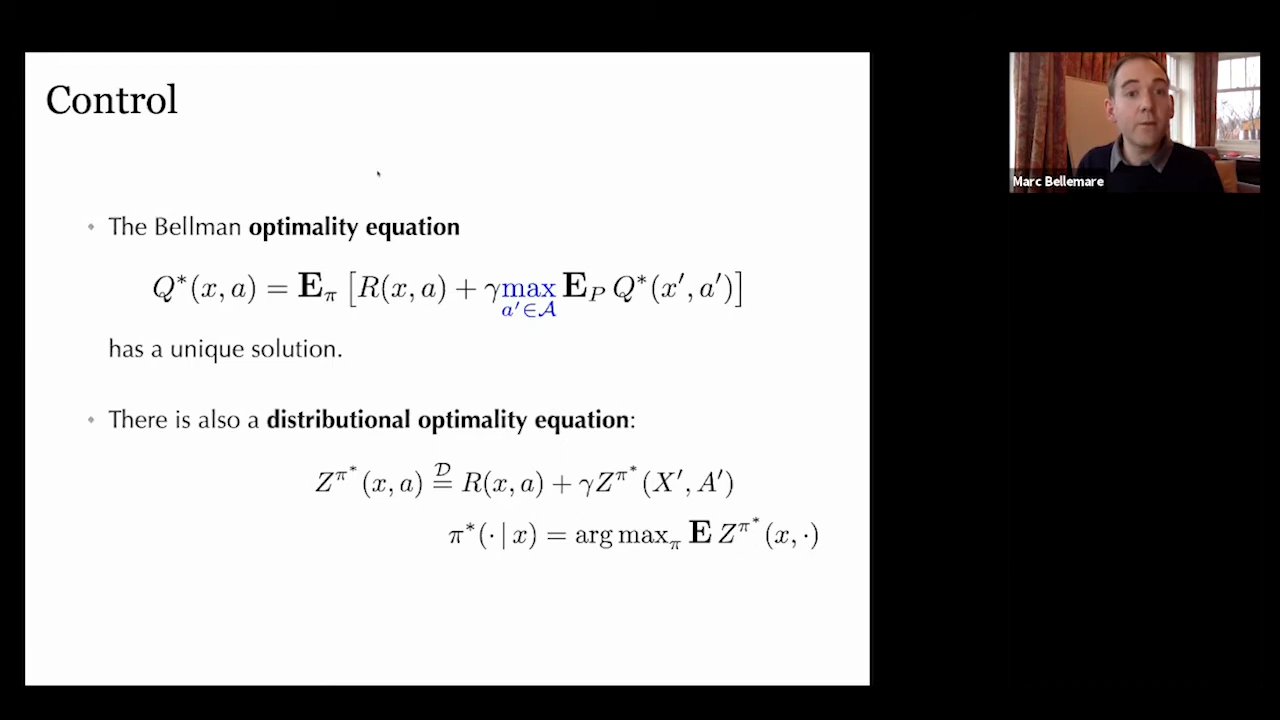 Control
• The Bellman optimality equation
Q*(x, a) = E_π [R(x, a) + γ max_{a′∈𝒜} E_P Q*(x′, a′)]
has a unique solution.
• There is also a distributional optimality equation:
Z^{π*}(x, a) =^𝒟 R(x, a) + γZ^{π*}(X′, A′)
π*(· | x) = arg max_π E Z^{π*}(x, ·)
Marc Bellemare